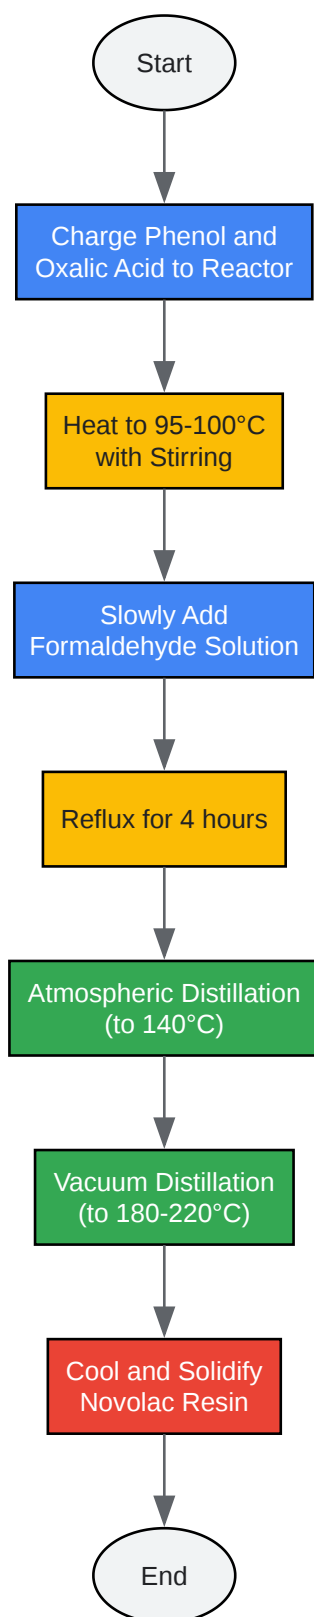 Start
Charge Phenol and
Oxalic Acid to Reactor
Heat to 95-100°C
with Stirring
Slowly Add
Formaldehyde Solution
Reflux for 4 hours
Atmospheric Distillation
(to 140°C)
Vacuum Distillation
(to 180-220°C)
Cool and Solidify
Novolac Resin
End